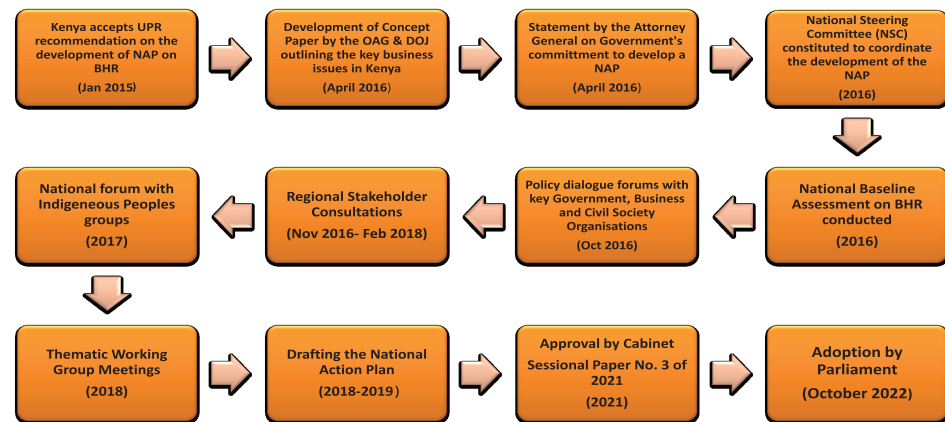 Kenya accepts UPR
recommendation on the
development of NAP on
BHR
(Jan 2015)
Development of Concept
Paper by the OAG & DOJ
outlining the key business
issues in Kenya
(April 2016)
Statement by the Attorney
General on Government's
commitment to develop a
NAP
(April 2016)
National Steering
Committee (NSC)
constituted to coordinate
the development of the
NAP
(2016)
National Baseline
Assessment on BHR
conducted
(2016)
Policy dialogue forums with
key Government, Business
and Civil Society
Organisations
(Oct 2016)
Regional Stakeholder
Consultations
(Nov 2016- Feb 2018)
National forum with
Indigeneous Peoples
groups
(2017)
Thematic Working
Group Meetings
(2018)
Drafting the National
Action Plan
(2018-2019)
Approval by Cabinet
Sessional Paper No. 3 of
2021
(2021)
Adoption by
Parliament
(October 2022)